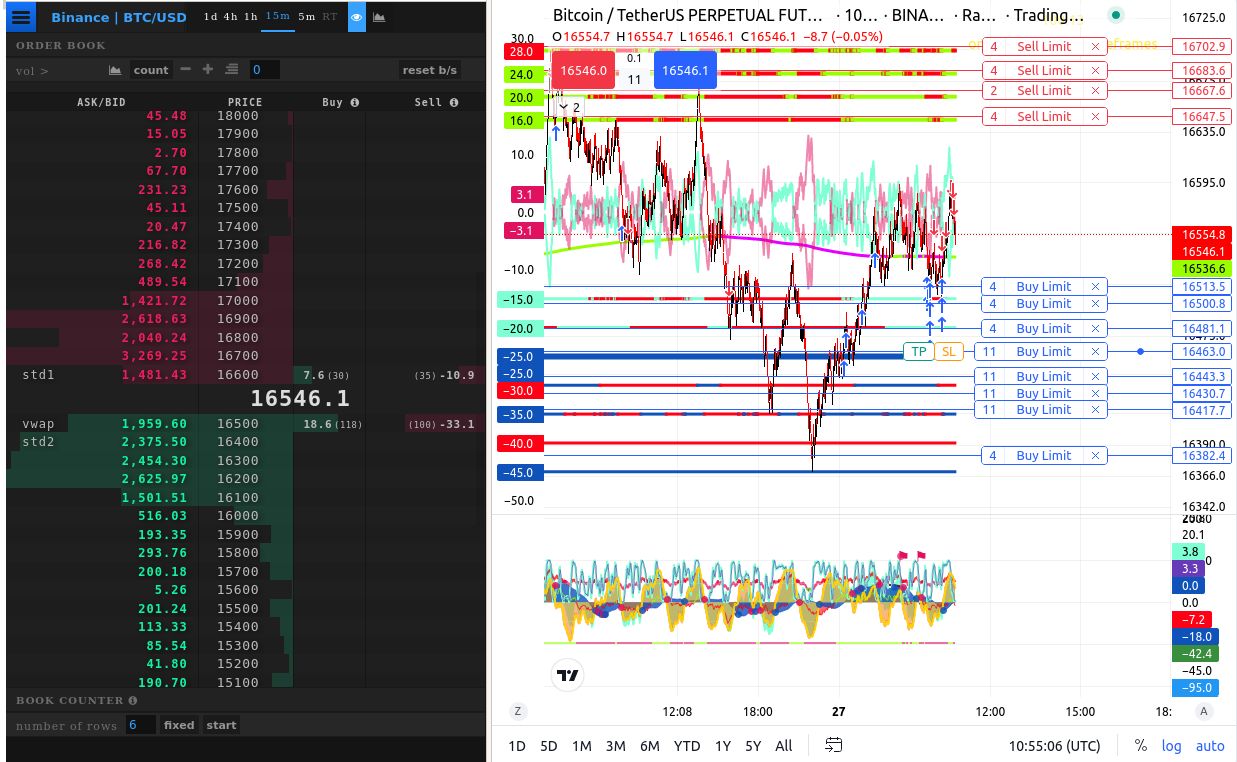 Binance | BTC/USD 1d 4h 1h 15m 5m RT
ORDER BOOK
vol > count − + 0 reset b/s
ASK/BID PRICE Buy Sell
45.48 18000
15.05 17900
2.70 17800
67.70 17700
231.23 17600
45.11 17500
20.47 17400
216.82 17300
268.42 17200
489.54 17100
1,421.72 17000
2,618.63 16900
2,040.24 16800
3,269.25 16700
std1 1,481.43 16600 7.6 (30) (35) -10.9
16546.1
vwap 1,959.60 16500 18.6 (118) (100) -33.1
std2 2,375.50 16400
2,454.30 16300
2,625.97 16200
1,501.51 16100
516.03 16000
193.35 15900
293.76 15800
200.18 15700
5.26 15600
201.24 15500
113.33 15400
85.54 15300
41.80 15200
190.70 15100
BOOK COUNTER
number of rows 6 fixed start
Bitcoin / TetherUS PERPETUAL FUT... · 10... · BINA... · Ra... · Trading...
O16554.7 H16554.7 L16546.1 C16546.1 −8.7 (−0.05%)
16546.0 0.1 11 16546.1
2
30.0
28.0
24.0
20.0
16.0
10.0
3.1
0.0
−3.1
−10.0
−15.0
−20.0
−25.0
−25.0
−30.0
−35.0
−40.0
−45.0
−50.0
4 Sell Limit × 16702.9
4 Sell Limit × 16683.6
2 Sell Limit × 16667.6
4 Sell Limit × 16647.5
4 Buy Limit × 16513.5
4 Buy Limit × 16500.8
4 Buy Limit × 16481.1
TP SL 11 Buy Limit × 16463.0
11 Buy Limit × 16443.3
11 Buy Limit × 16430.7
11 Buy Limit × 16417.7
4 Buy Limit × 16382.4
16725.0
16635.0
16595.0
16554.8
16546.1
16536.6
16390.0
16366.0
16342.0
20.1
3.8
3.3
0.0
0.0
−7.2
−18.0
−42.4
−45.0
−95.0
Z 12:08 18:00 27 12:00 15:00 18: A
1D 5D 1M 3M 6M YTD 1Y 5Y All 10:55:06 (UTC) % log auto